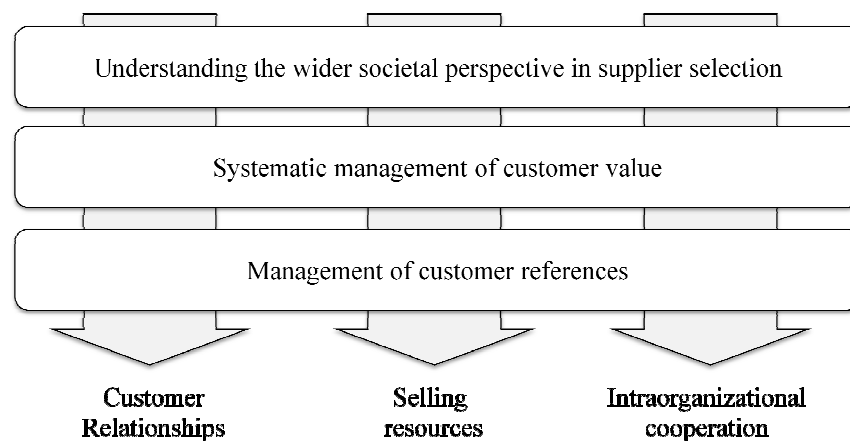 Understanding the wider societal perspective in supplier selection
Systematic management of customer value
Management of customer references
Customer
Relationships
Selling
resources
Intraorganizational
cooperation